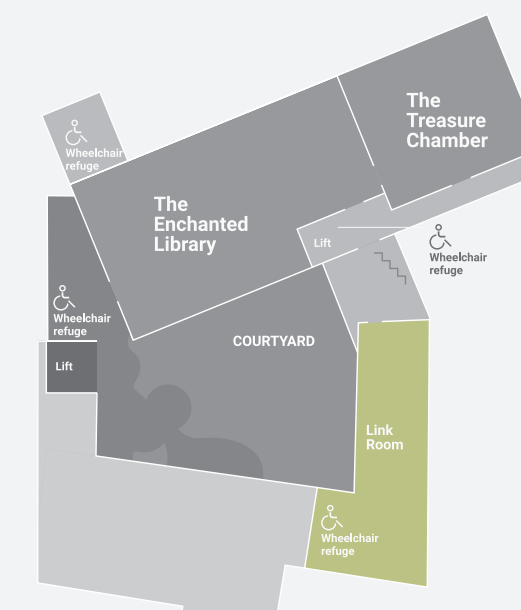 The
Treasure
Chamber
Wheelchair
refuge
The
Enchanted
Library
Lift
Wheelchair
refuge
Wheelchair
refuge
COURTYARD
Lift
Link
Room
Wheelchair
refuge